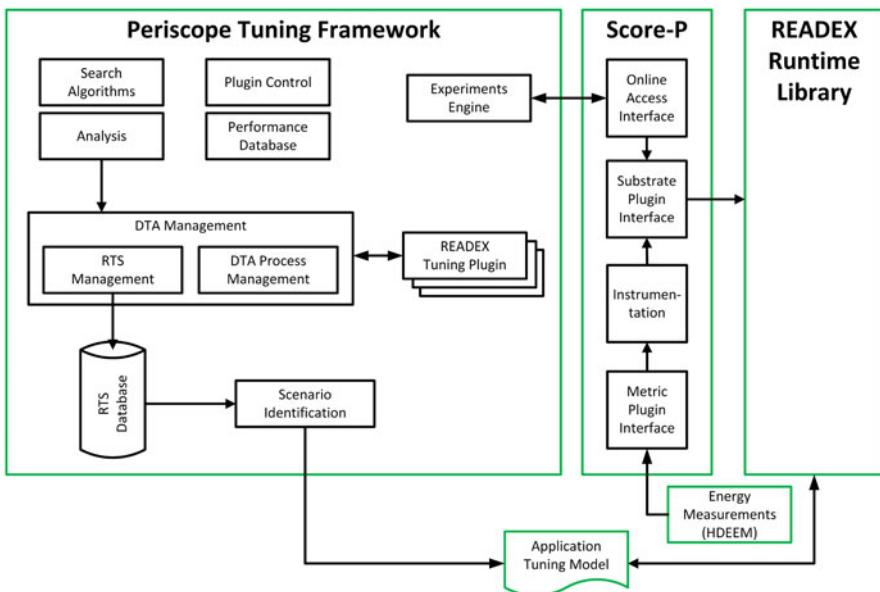 Periscope Tuning Framework
Search
Algorithms
Plugin Control
Analysis
Performance
Database
Experiments
Engine
DTA Management
RTS
Management
DTA Process
Management
READEX
Tuning Plugin
RTS
Database
Scenario
Identification
Score-P
Online
Access
Interface
Substrate
Plugin
Interface
Instrumen-
tation
Metric
Plugin
Interface
READEX
Runtime
Library
Energy
Measurements
(HDEEM)
Application
Tuning Model